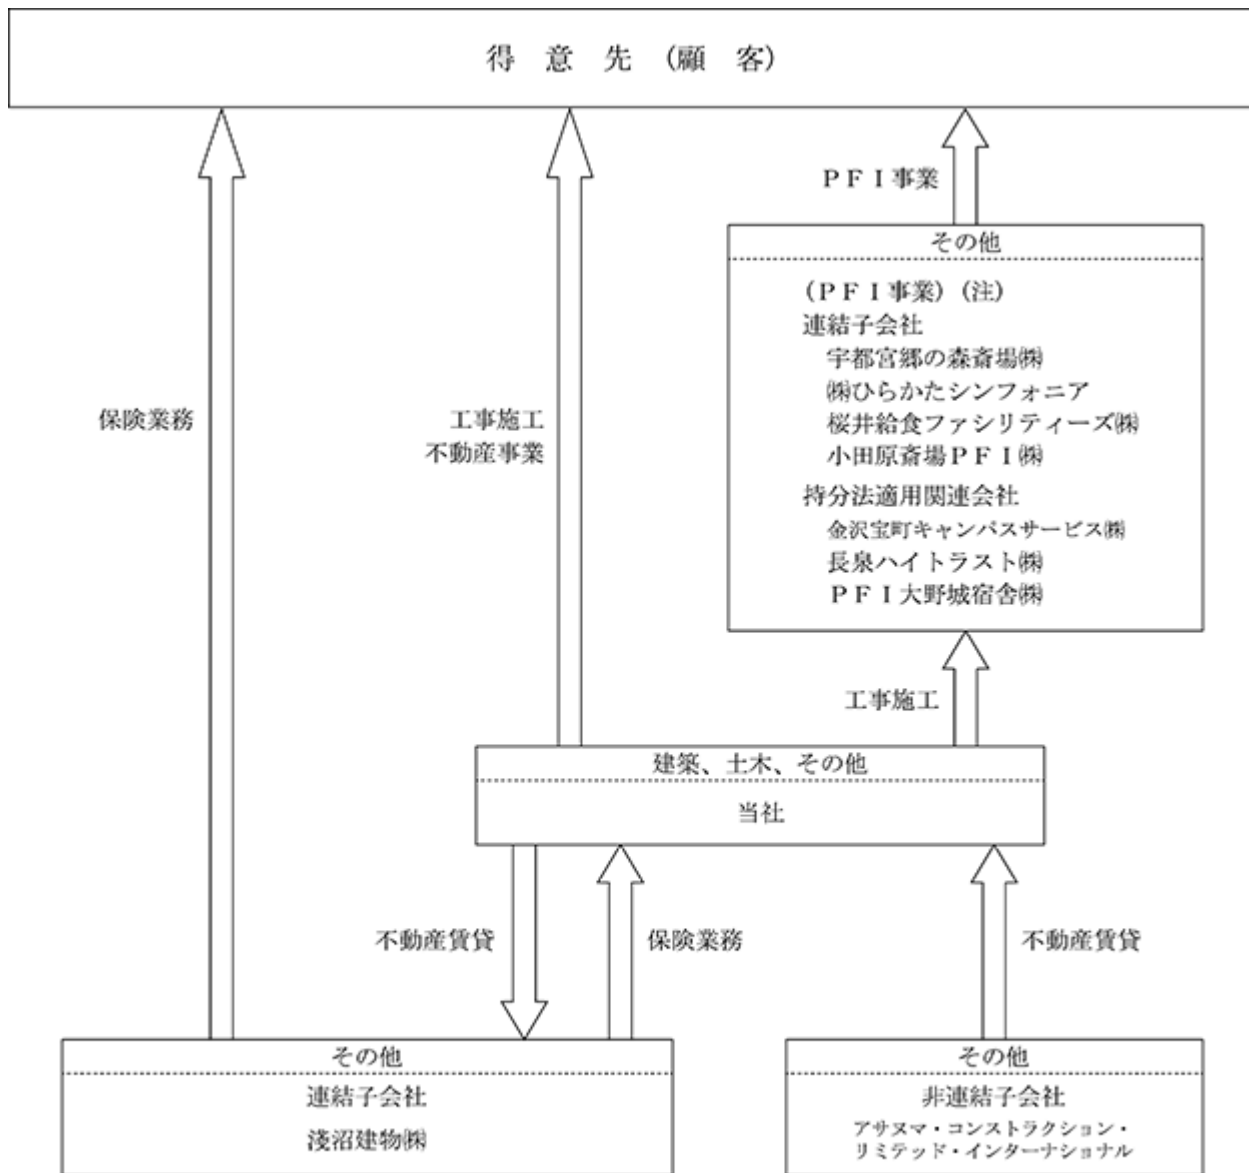 得 意 先 (顧 客)
ＰＦＩ事業
その他
(ＰＦＩ事業) (注)
連結子会社
宇都宮郷の森斎場㈱
㈱ひらかたシンフォニア
桜井給食ファシリティーズ㈱
小田原斎場ＰＦＩ㈱
持分法適用関連会社
金沢宝町キャンパスサービス㈱
長泉ハイトラスト㈱
ＰＦＩ大野城宿舎㈱
保険業務
工事施工
不動産事業
工事施工
建築、土木、その他
当社
不動産賃貸
保険業務
不動産賃貸
その他
連結子会社
淺沼建物㈱
その他
非連結子会社
アサヌマ・コンストラクション・
リミテッド・インターナショナル